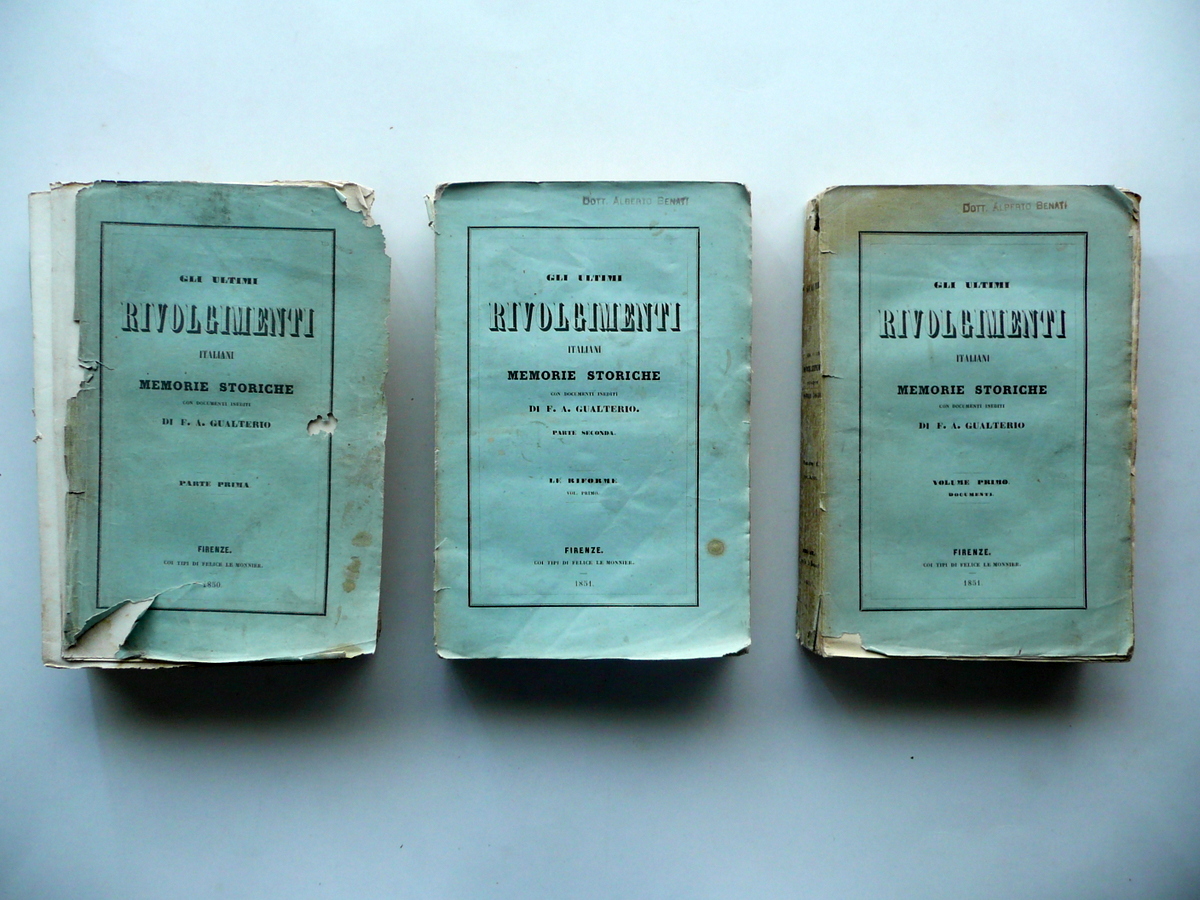 GLI ULTIMI
RIVOLGIMENTI
ITALIANI
MEMORIE STORICHE
CON DOCUMENTI INEDITI
DI F. A. GUALTERIO
PARTE PRIMA
FIRENZE.
COI TIPI DI FELICE LE MONNIER.
1850
DOTT. ALBERTO BENATI
GLI ULTIMI
RIVOLGIMENTI
ITALIANI
MEMORIE STORICHE
CON DOCUMENTI INEDITI
DI F. A. GUALTERIO.
PARTE SECONDA.
LE RIFORME
VOL. PRIMO.
FIRENZE.
COI TIPI DI FELICE LE MONNIER.
1851.
DOTT. ALBERTO BENATI
GLI ULTIMI
RIVOLGIMENTI
ITALIANI
MEMORIE STORICHE
CON DOCUMENTI INEDITI
DI F. A. GUALTERIO
VOLUME PRIMO.
DOCUMENTI.
FIRENZE.
COI TIPI DI FELICE LE MONNIER.
1851